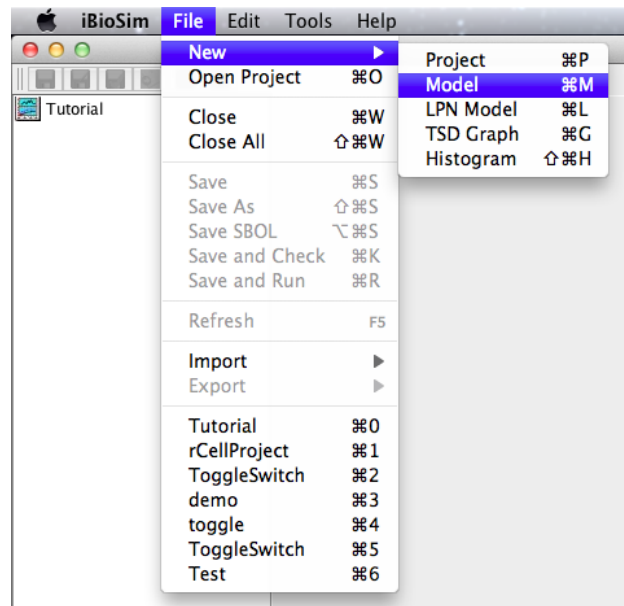 iBioSim File Edit Tools Help
New
Open Project ⌘O
Close ⌘W
Close All ⇧⌘W
Save ⌘S
Save As ⇧⌘S
Save SBOL ⌥⌘S
Save and Check ⌘K
Save and Run ⌘R
Refresh F5
Import
Export
Tutorial ⌘0
rCellProject ⌘1
ToggleSwitch ⌘2
demo ⌘3
toggle ⌘4
ToggleSwitch ⌘5
Test ⌘6
Project ⌘P
Model ⌘M
LPN Model ⌘L
TSD Graph ⌘G
Histogram ⇧⌘H
Tutorial